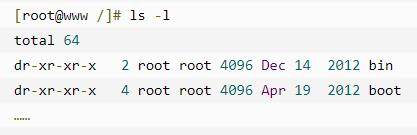 [root@www /]# ls -l
total 64
dr-xr-xr-x   2 root root 4096 Dec 14  2012 bin
dr-xr-xr-x   4 root root 4096 Apr 19  2012 boot
……